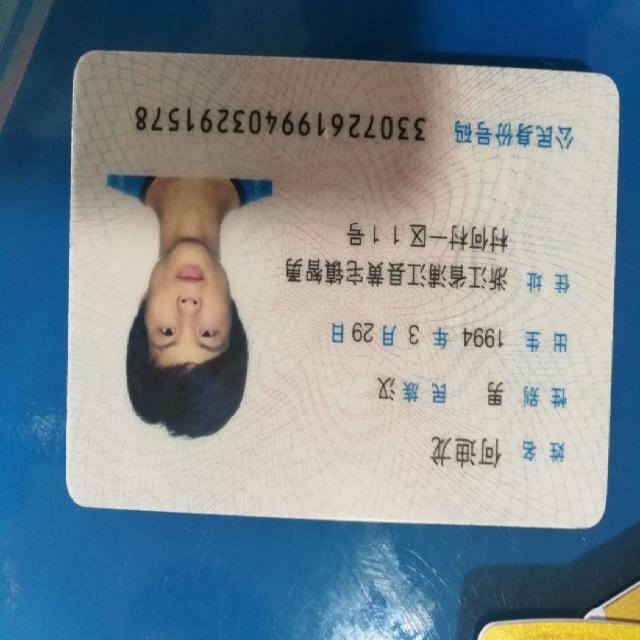 姓名 何迪龙
性别 男 民族 汉
出生 1994 年 3 月 29 日
住址 浙江省浦江县黄宅镇智勇
村何村一区11号
公民身份号码 330726199403291578